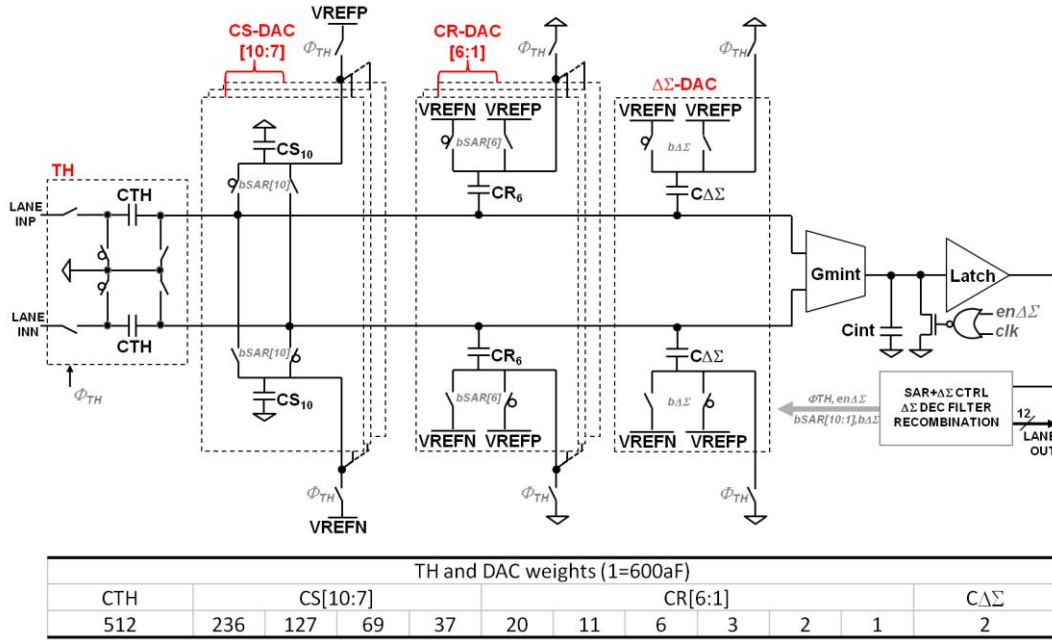 VREFP
CS-DAC
[10:7]
ΦTH
CR-DAC
[6:1]
ΦTH
ΔΣ-DAC
ΦTH
VREFN VREFP
VREFN VREFP
CS10
bSAR[10]
bSAR[6]
CR6
bΔΣ
CΔΣ
TH
CTH
LANE
INP
LANE
INN
CTH
ΦTH
Gmint
Latch
Cint
enΔΣ
clk
bSAR[10]
CS10
CR6
bSAR[6]
VREFN VREFP
CΔΣ
bΔΣ
VREFN VREFP
ΦTH, enΔΣ
bSAR[10:1],bΔΣ
SAR+ΔΣ CTRL
ΔΣ DEC FILTER
RECOMBINATION
12
LANE
OUT
ΦTH
VREFN
ΦTH
ΦTH
TH and DAC weights (1=600aF)
CTH CS[10:7] CR[6:1] CΔΣ
512 236 127 69 37 20 11 6 3 2 1 2